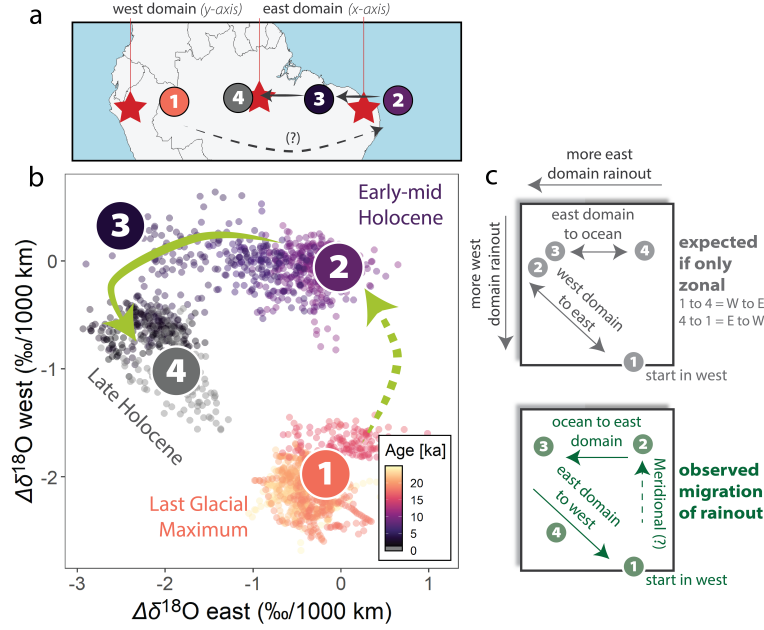 a
west domain (y-axis)
east domain (x-axis)
1
4
3
2
(?)
b
Early-mid
Holocene
3
2
4
Late Holocene
1
Last Glacial
Maximum
Age [ka]
20
15
10
5
0
0
-1
-2
Δδ¹⁸O west (‰/1000 km)
-3
-2
-1
0
1
Δδ¹⁸O east (‰/1000 km)
c
more east
domain rainout
more west
domain rainout
east domain
to ocean
3
4
2
west domain
to east
1
start in west
expected
if only
zonal
1 to 4 = W to E
4 to 1 = E to W
ocean to east
domain
3
2
east domain
to west
Meridional (?)
4
1
start in west
observed
migration
of rainout